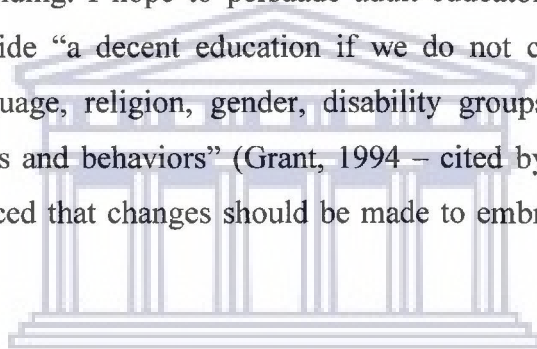 I hope to persuade adult
ide “a decent education if we do not c
uage, religion, gender, disability groups
s and behaviors” (Grant, 1994 – cited by
ced that changes should be made to embr